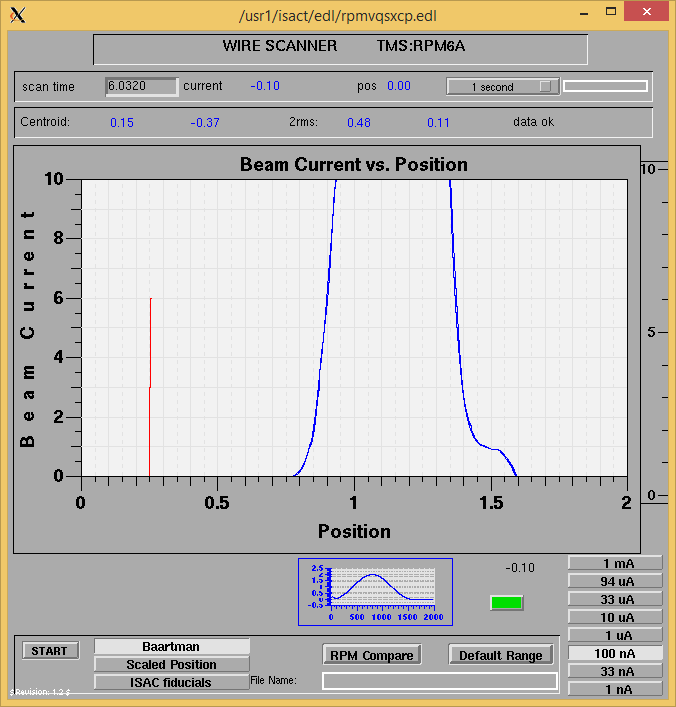 /usr1/isact/edl/rpmvqsxcp.edl
WIRE SCANNER TMS:RPM6A
scan time 6.0320 current -0.10 pos 0.00 1 second
Centroid: 0.15 -0.37 2rms: 0.48 0.11 data ok
Beam Current vs. Position
Beam Current
10
8
6
4
2
0
0 0.5 1 1.5 2
Position
10
5
0
2.5
2.0
1.5
1.0
0.5
0.0
-0.5
0 500 1000 1500 2000
-0.10
1 mA
94 uA
33 uA
10 uA
1 uA
100 nA
33 nA
1 nA
START
Baartman
Scaled Position
ISAC fiducials
RPM Compare
Default Range
File Name:
$Revision: 1.2 $